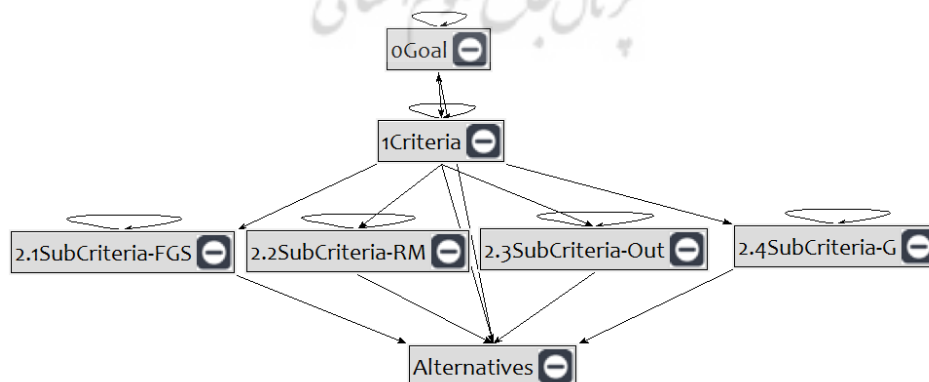 0Goal
1Criteria
2.1SubCriteria-FGS
2.2SubCriteria-RM
2.3SubCriteria-Out
2.4SubCriteria-G
Alternatives